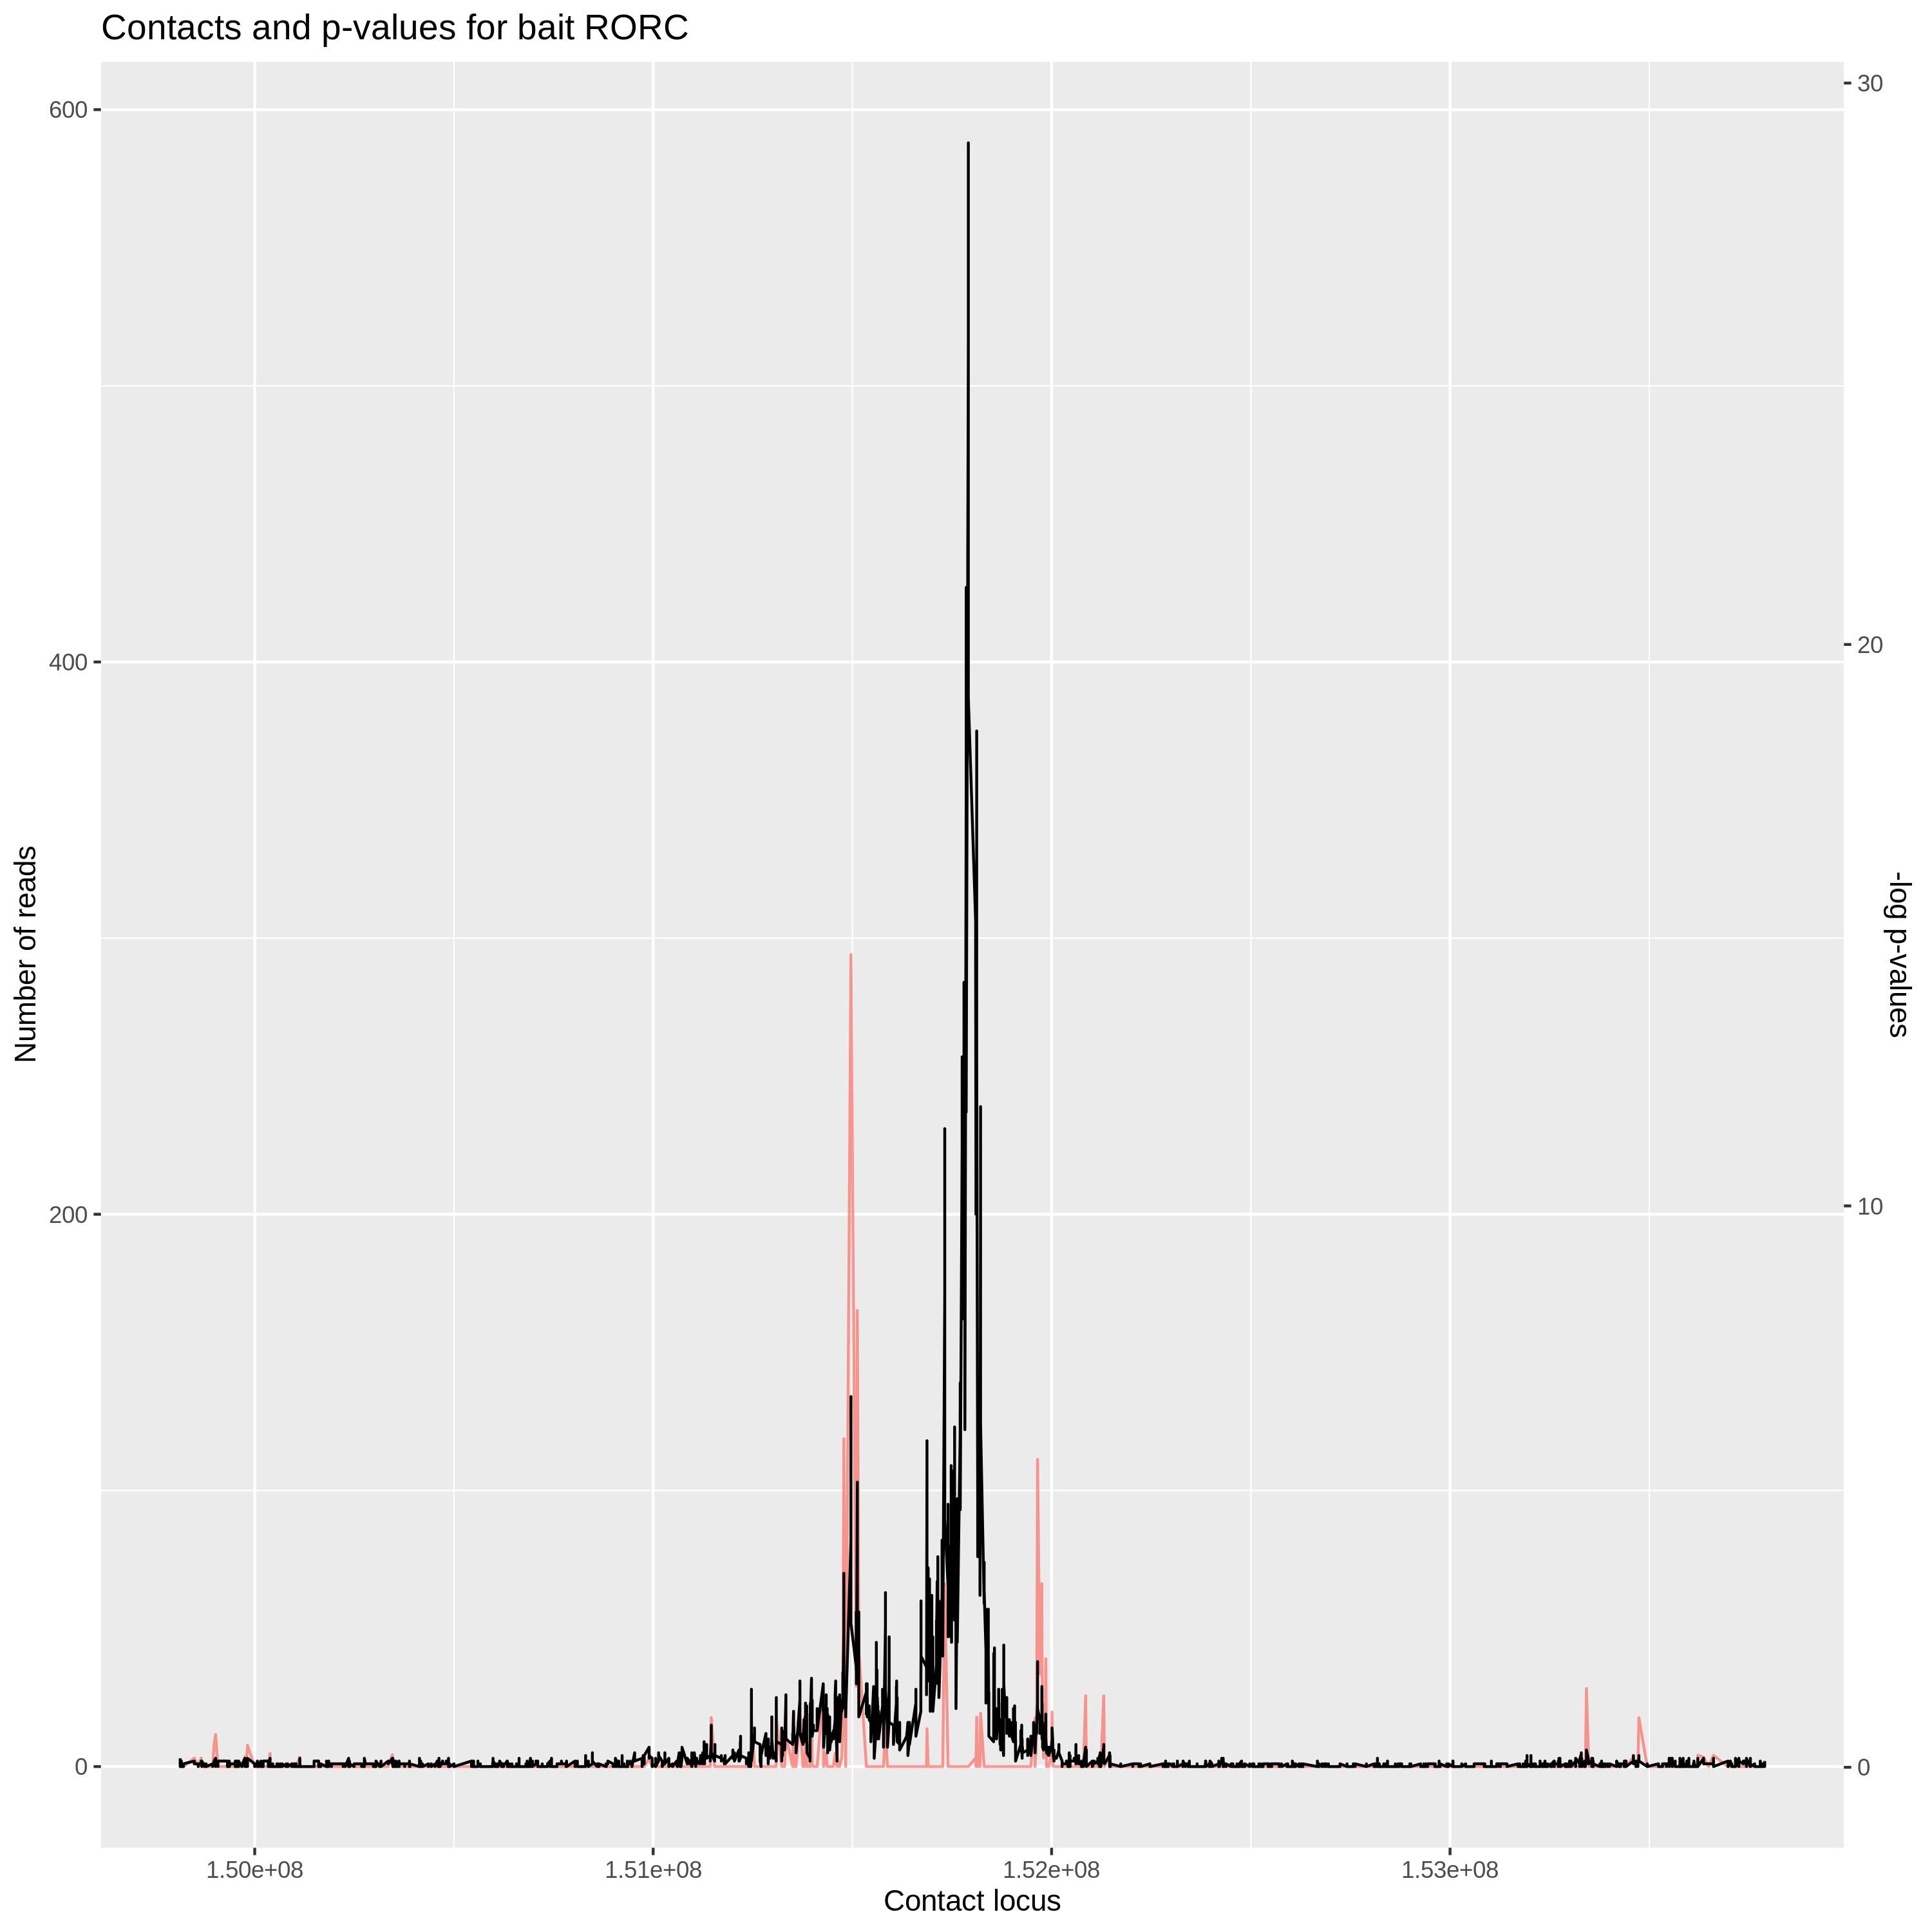 Contacts and p-values for bait RORC
600
400
200
0
30
20
10
0
Number of reads
-log p-values
1.50e+08
1.51e+08
1.52e+08
1.53e+08
Contact locus